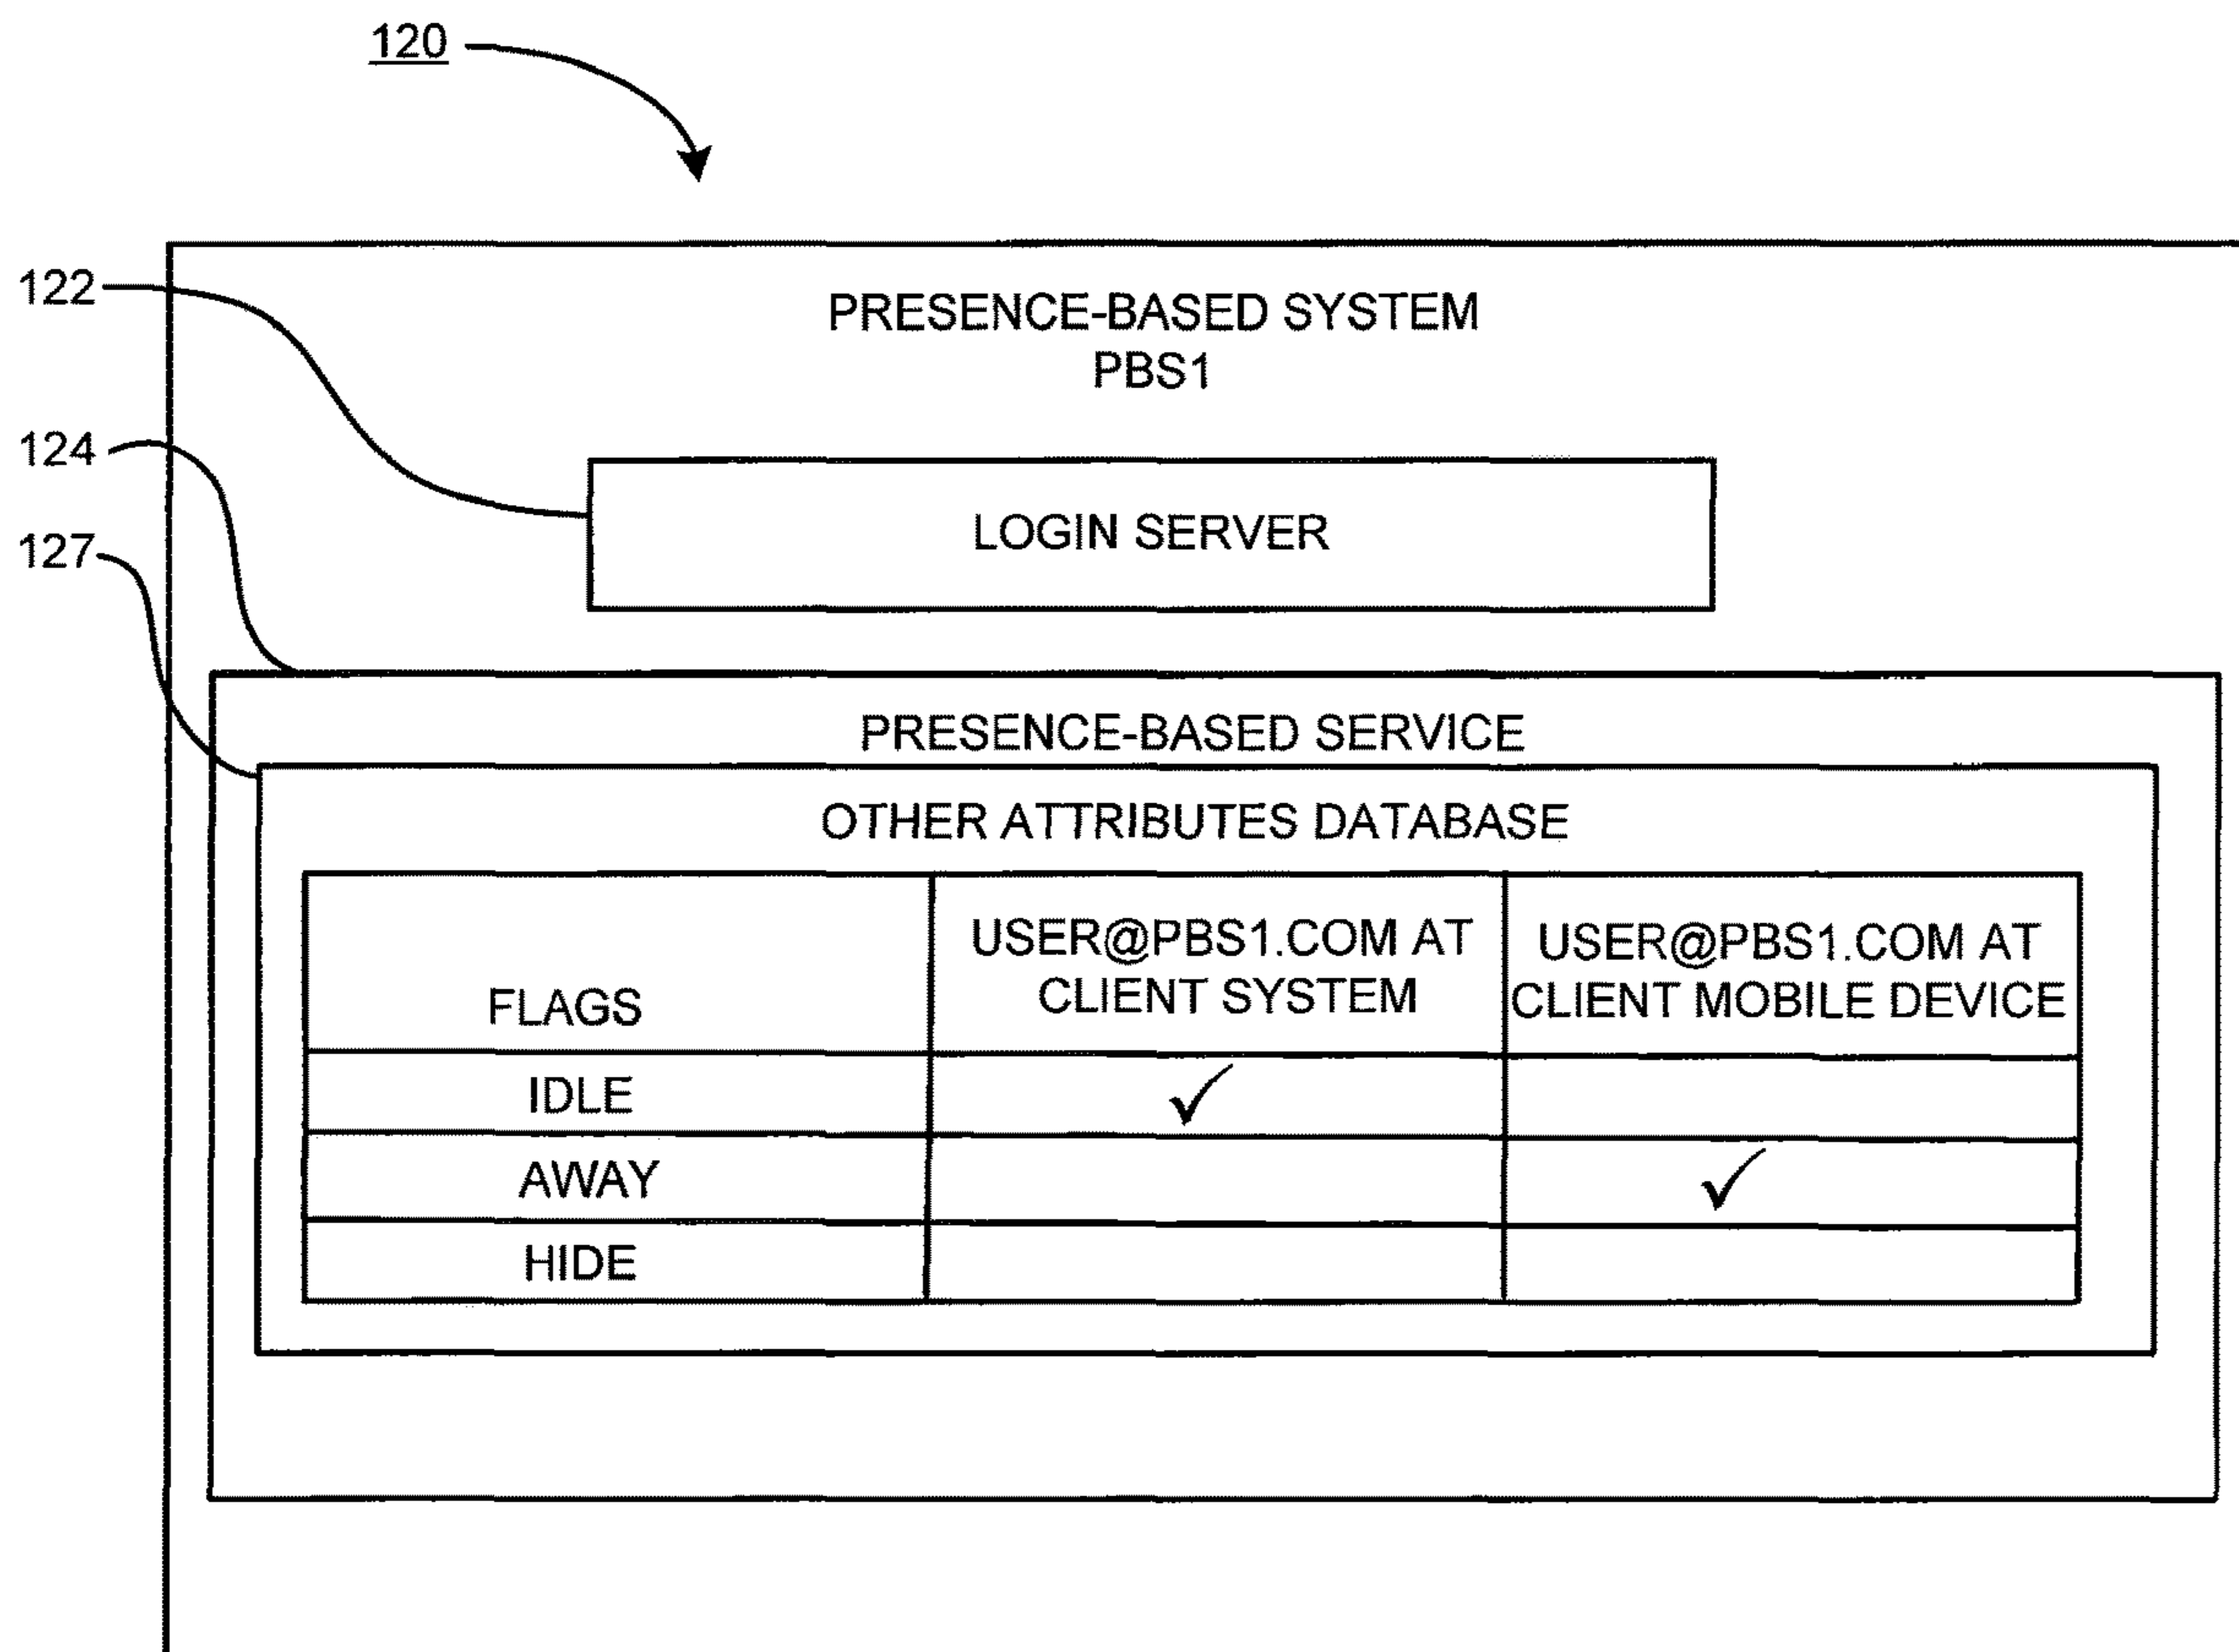 120
122
PRESENCE-BASED SYSTEM
PBS1
124
LOGIN SERVER
127
PRESENCE-BASED SERVICE
OTHER ATTRIBUTES DATABASE
FLAGS
USER@PBS1.COM AT
CLIENT SYSTEM
USER@PBS1.COM AT
CLIENT MOBILE DEVICE
IDLE
AWAY
HIDE